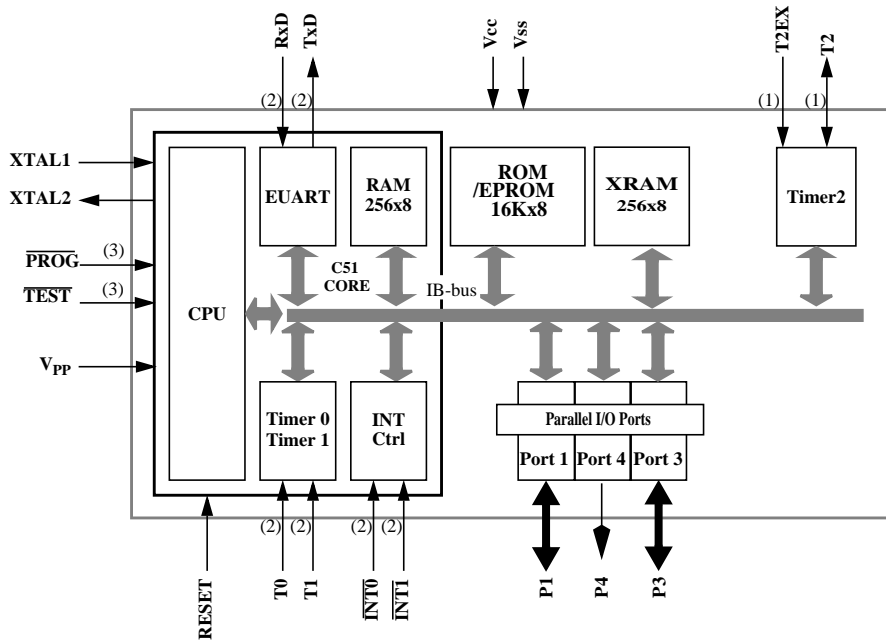 RxD
TxD
Vcc
Vss
T2EX
T2
(2)
(2)
(1)
(1)
XTAL1
XTAL2
PROG
(3)
TEST
(3)
VPP
CPU
EUART
RAM
256x8
ROM
/EPROM
16Kx8
XRAM
256x8
Timer2
C51
CORE
IB-bus
Timer 0
Timer 1
INT
Ctrl
Parallel I/O Ports
Port 1
Port 4
Port 3
(2)
(2)
(2)
(2)
RESET
T0
T1
INT0
INT1
P1
P4
P3